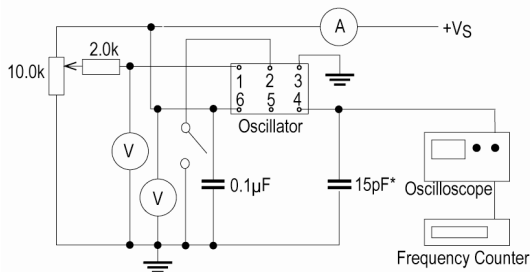 A
+VS
2.0k
10.0k
1 2 3
6 5 4
Oscillator
V
V
0.1µF
15pF*
Oscilloscope
Frequency Counter